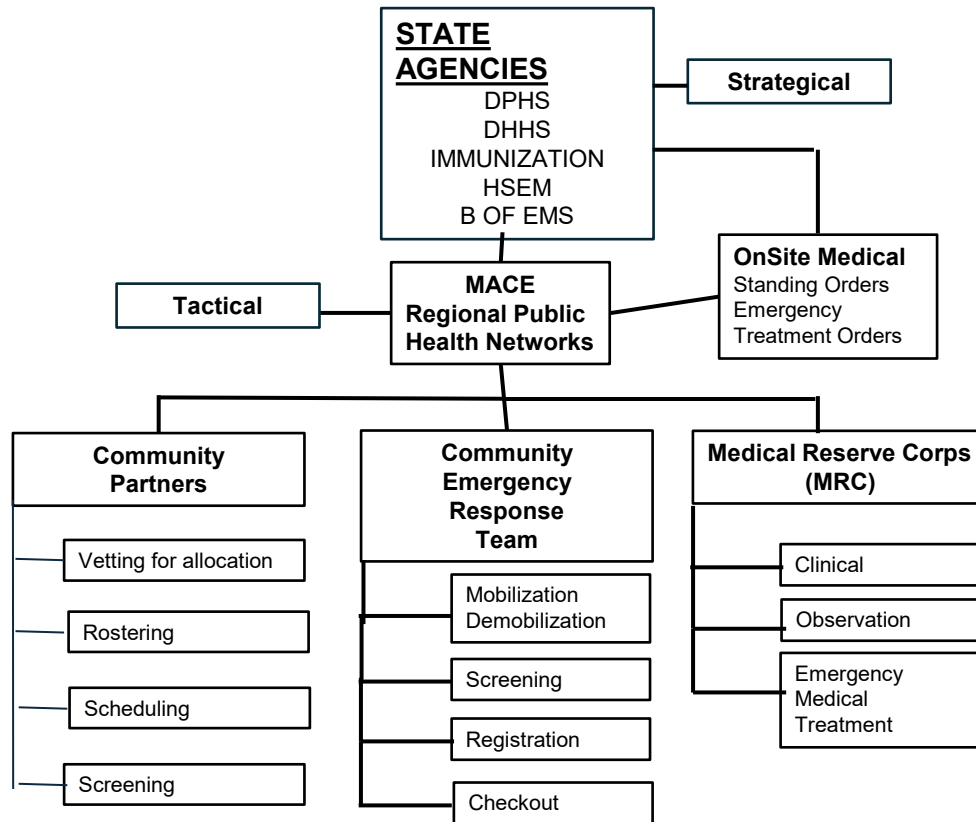 STATE
AGENCIES
DPHS
DHHS
IMMUNIZATION
HSEM
B OF EMS
Strategical
OnSite Medical
Standing Orders
Emergency
Treatment Orders
Tactical
MACE
Regional Public
Health Networks
Community
Partners
Vetting for allocation
Rostering
Scheduling
Screening
Community
Emergency
Response
Team
Mobilization
Demobilization
Screening
Registration
Checkout
Medical Reserve Corps
(MRC)
Clinical
Observation
Emergency
Medical
Treatment